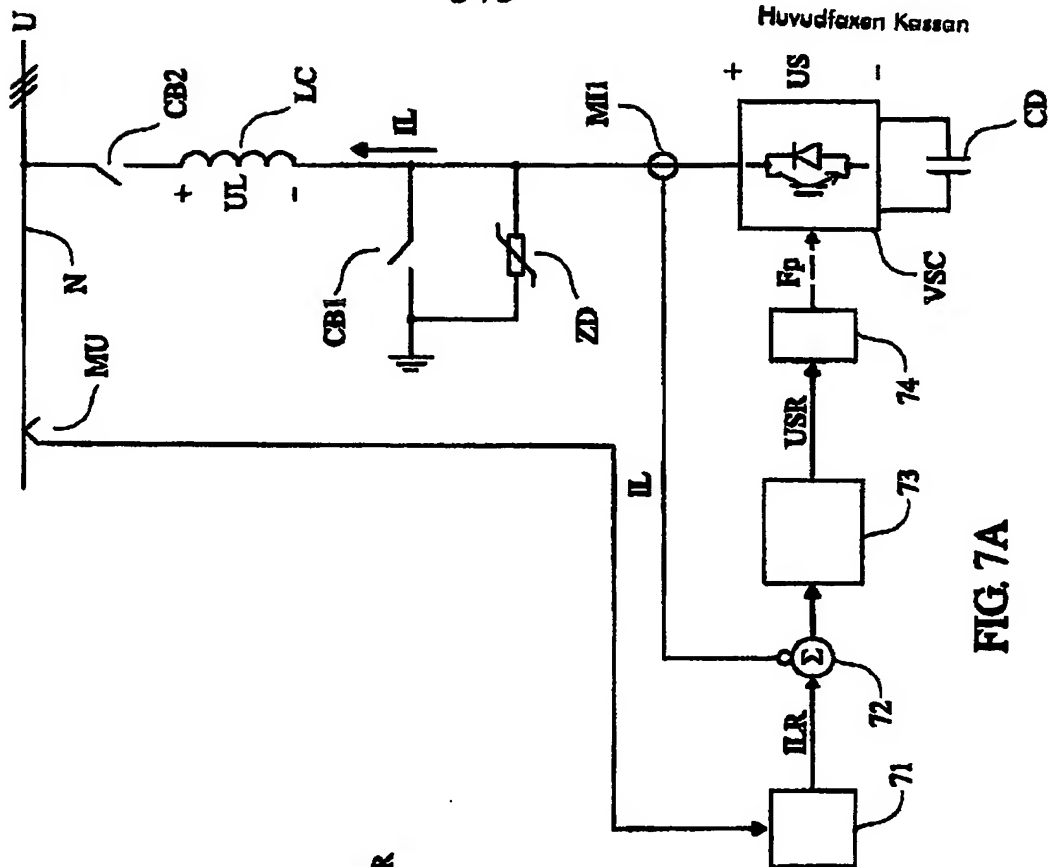 Huvudfaxen Kassan
U
CB2
LC
IL
+
UL
-
N
MU
CB1
ZD
MI1
+
US
-
CD
VSC
Fp
74
USR
73
IL
Σ
72
ILR
71
R
FIG. 7A